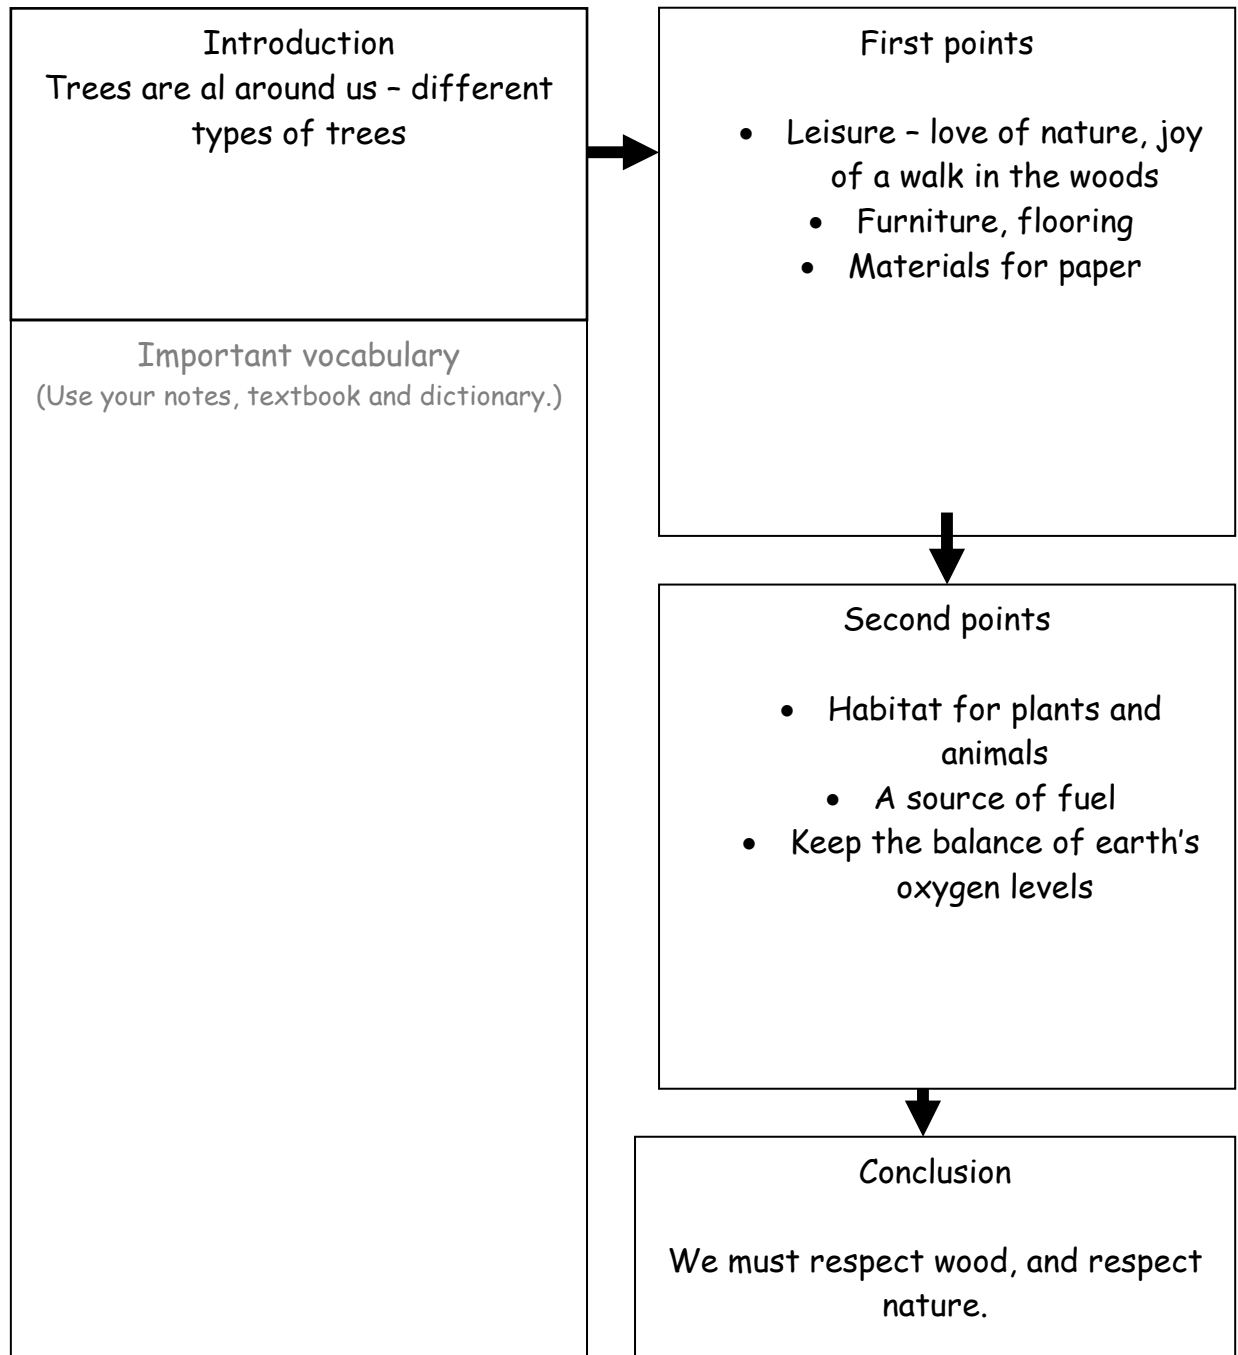 Introduction
Trees are al around us – different
types of trees
Important vocabulary
(Use your notes, textbook and dictionary.)
First points
• Leisure – love of nature, joy
of a walk in the woods
• Furniture, flooring
• Materials for paper
Second points
• Habitat for plants and
animals
• A source of fuel
• Keep the balance of earth’s
oxygen levels
Conclusion
We must respect wood, and respect
nature.